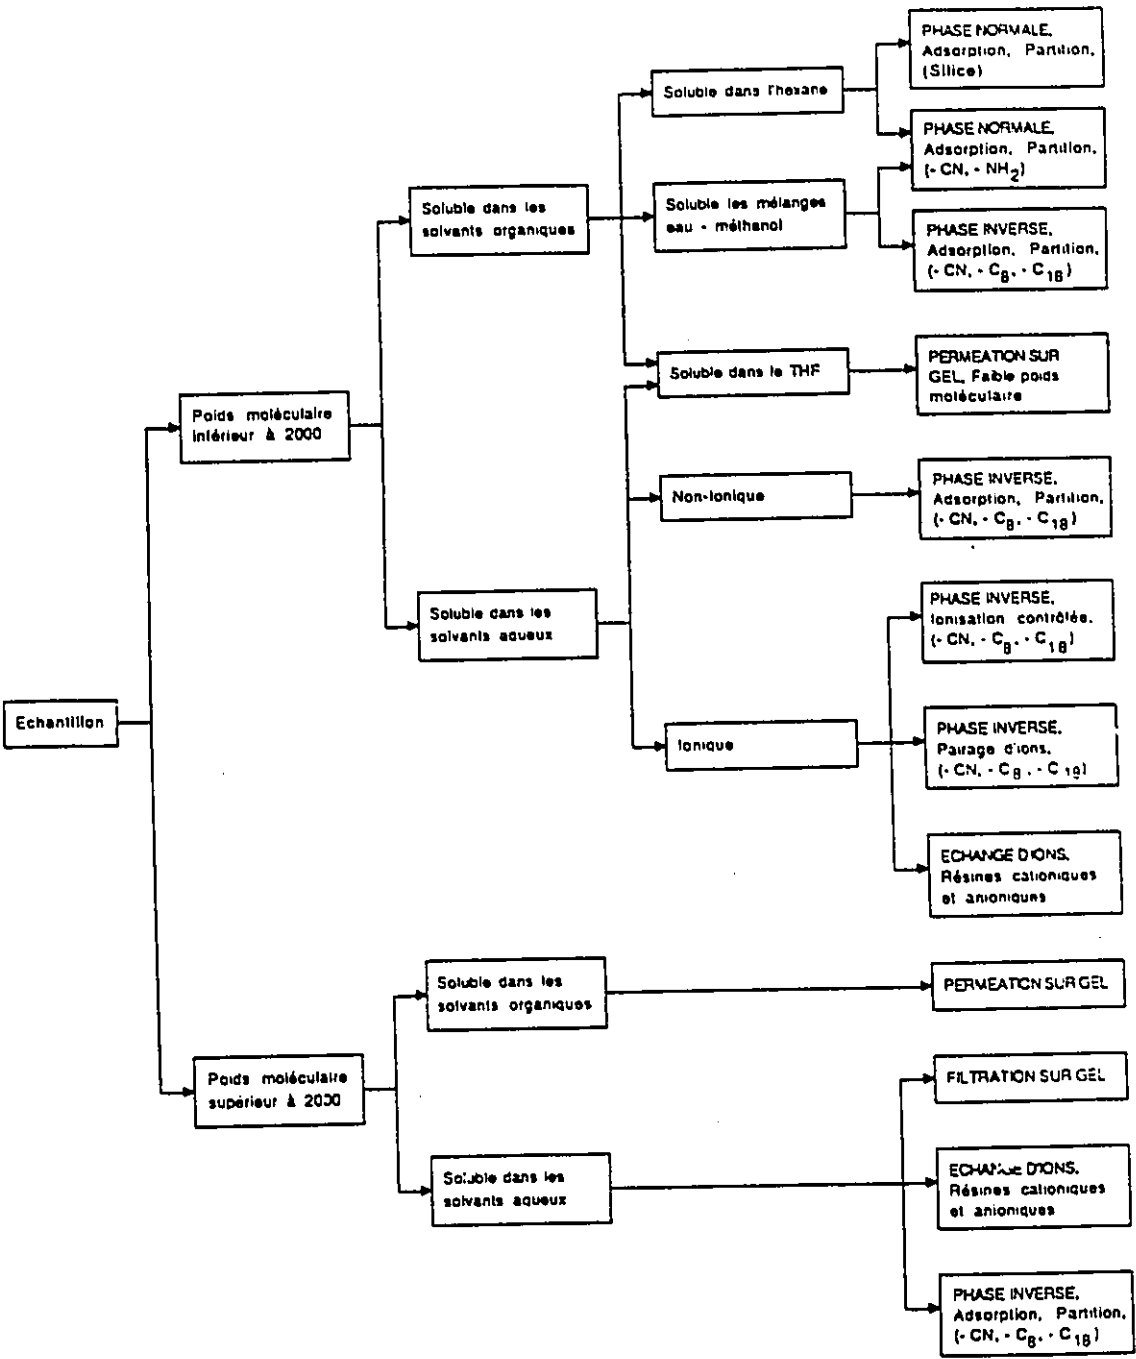 Echantillon
Poids moléculaire
inférieur à 2000
Poids moléculaire
supérieur à 2000
Soluble dans les
solvants organiques
Soluble dans les
solvants aqueux
Soluble dans les
solvants organiques
Soluble dans les
solvants aqueux
Soluble dans l'hexane
Soluble les mélanges
eau - méthanol
Soluble dans le THF
Non-ionique
Ionique
PHASE NORMALE,
Adsorption, Partition,
(Silice)
PHASE NORMALE,
Adsorption, Partition,
(- CN, - NH2)
PHASE INVERSE,
Adsorption, Partition,
(- CN, - C8, - C18)
PERMEATION SUR
GEL, Faible poids
moléculaire
PHASE INVERSE,
Adsorption, Partition,
(- CN, - C8, - C18)
PHASE INVERSE,
Ionisation contrôlée,
(- CN, - C8, - C18)
PHASE INVERSE,
Pairage d'ions,
(- CN, - C8, - C18)
ECHANGE D'IONS,
Résines cationiques
et anioniques
PERMEATION SUR GEL
FILTRATION SUR GEL
ECHANGE D'IONS,
Résines cationiques
et anioniques
PHASE INVERSE,
Adsorption, Partition,
(- CN, - C8, - C18)